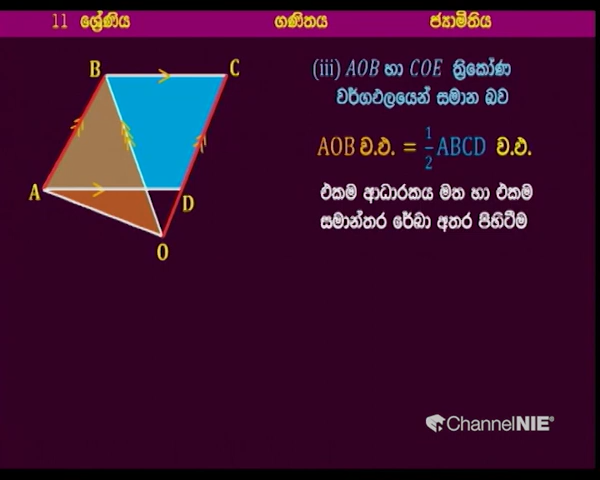 11 ශ්‍රේණිය ගණිතය ජ්‍යාමිතිය
B C
A D
O
(iii) AOB හා COE ත්‍රිකෝණ
වර්ගඵලයෙන් සමාන බව
AOB ව.ඵ. = 1/2 ABCD ව.ඵ.
එකම ආධාරකය මත හා එකම
සමාන්තර රේඛා අතර පිහිටීම
ChannelNIE®